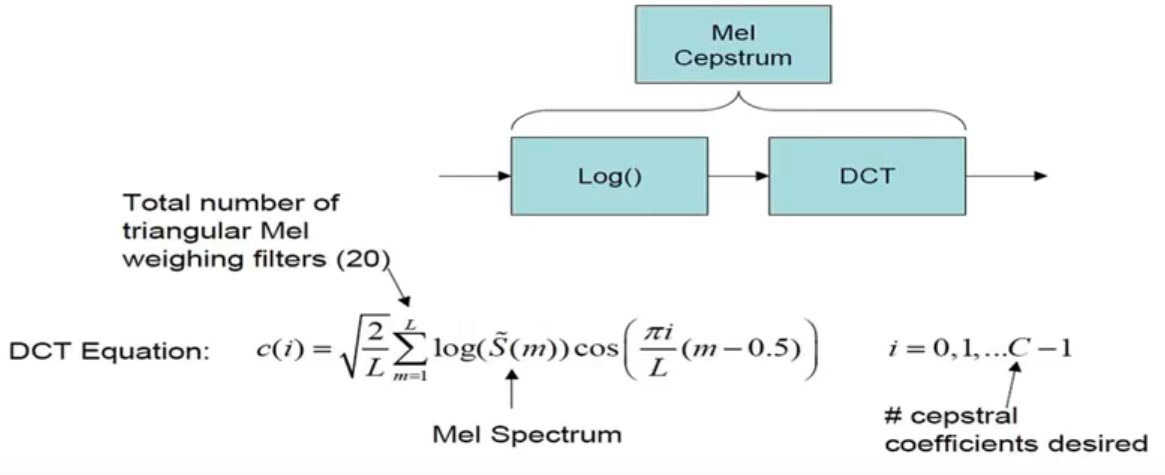 Mel
Cepstrum
Log()
DCT
Total number of
triangular Mel
weighing filters (20)
DCT Equation: c(i) = √(2/L) ∑_{m=1}^{L} log(S̃(m)) cos(πi/L (m − 0.5)) i = 0,1,...C − 1
Mel Spectrum
# cepstral
coefficients desired